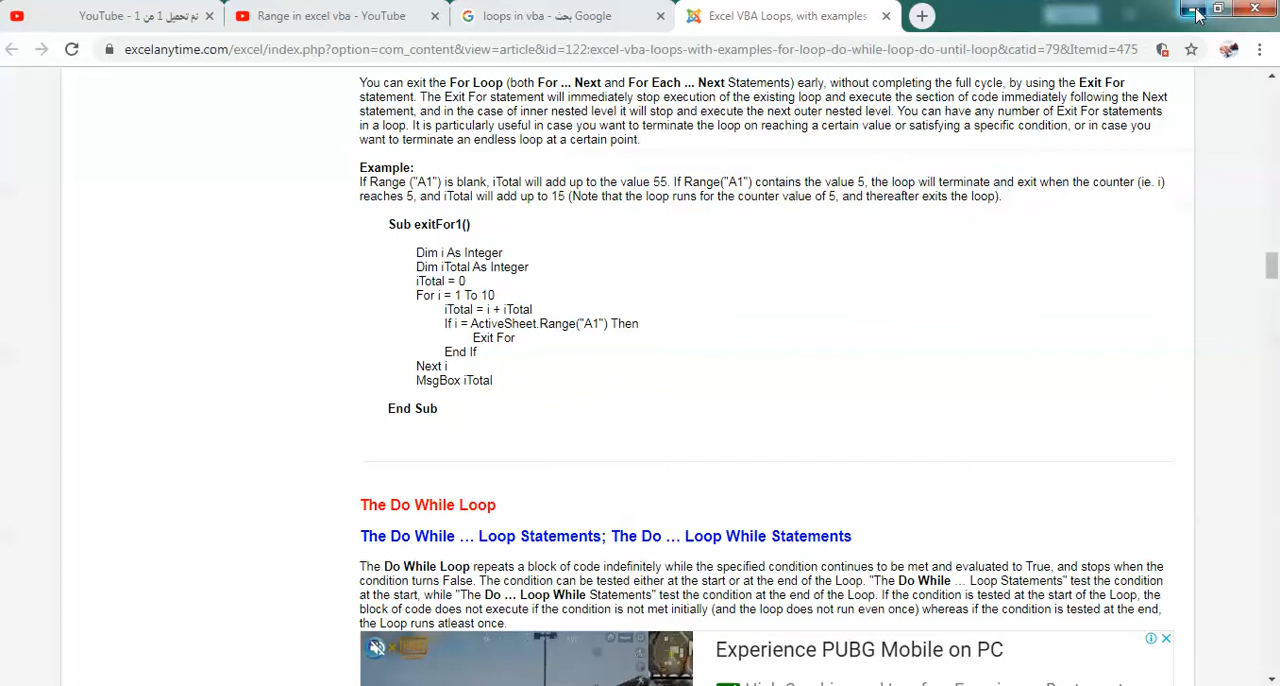 تم تحميل 1 من 1 - YouTube
Range in excel vba - YouTube
loops in vba - بحث Google
Excel VBA Loops, with examples
excelanytime.com/excel/index.php?option=com_content&view=article&id=122:excel-vba-loops-with-examples-for-loop-do-while-loop-do-until-loop&catid=79&Itemid=475
You can exit the For Loop (both For ... Next and For Each ... Next Statements) early, without completing the full cycle, by using the Exit For
statement. The Exit For statement will immediately stop execution of the existing loop and execute the section of code immediately following the Next
statement, and in the case of inner nested level it will stop and execute the next outer nested level. You can have any number of Exit For statements
in a loop. It is particularly useful in case you want to terminate the loop on reaching a certain value or satisfying a specific condition, or in case you
want to terminate an endless loop at a certain point.
Example:
If Range ("A1") is blank, iTotal will add up to the value 55. If Range("A1") contains the value 5, the loop will terminate and exit when the counter (ie. i)
reaches 5, and iTotal will add up to 15 (Note that the loop runs for the counter value of 5, and thereafter exits the loop).
Sub exitFor1()
Dim i As Integer
Dim iTotal As Integer
iTotal = 0
For i = 1 To 10
iTotal = i + iTotal
If i = ActiveSheet.Range("A1") Then
Exit For
End If
Next i
MsgBox iTotal
End Sub
The Do While Loop
The Do While … Loop Statements; The Do … Loop While Statements
The Do While Loop repeats a block of code indefinitely while the specified condition continues to be met and evaluated to True, and stops when the
condition turns False. The condition can be tested either at the start or at the end of the Loop. "The Do While … Loop Statements" test the condition
at the start, while "The Do … Loop While Statements" test the condition at the end of the Loop. If the condition is tested at the start of the Loop, the
block of code does not execute if the condition is not met initially (and the loop does not run even once) whereas if the condition is tested at the end,
the Loop runs atleast once.
Experience PUBG Mobile on PC